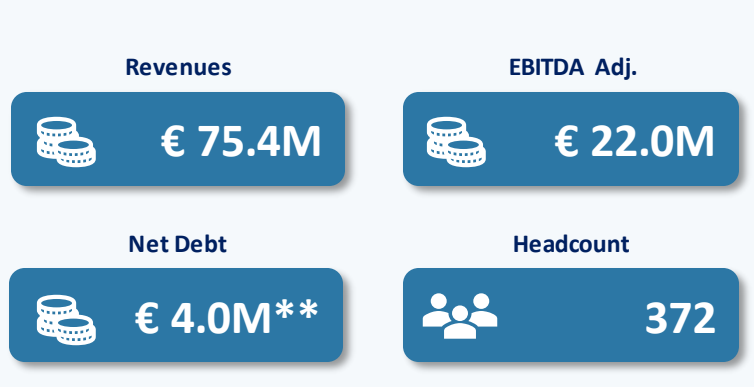 Revenues
EBITDA Adj.
€ 75.4M
€ 22.0M
Net Debt
Headcount
€ 4.0M**
372